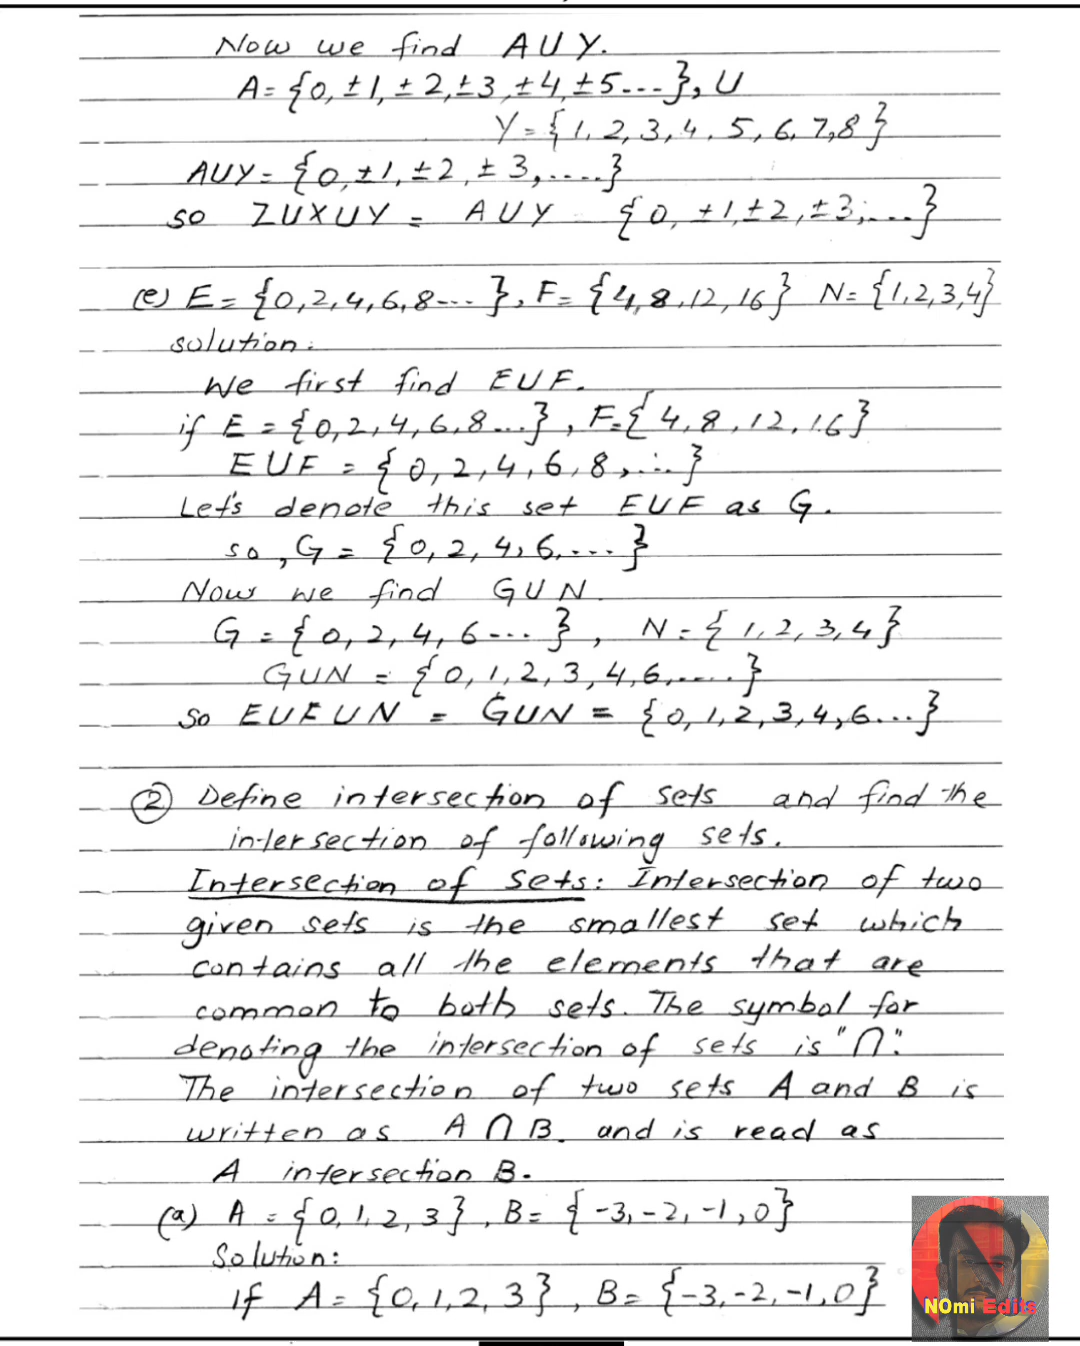 Now we find A U Y.
A = {0, ±1, ±2, ±3, ±4, ±5---}, U
Y = {1, 2, 3, 4, 5, 6, 7, 8}
AUY = {0, ±1, ±2, ±3, ....}
so ZUXUY = AUY {0, ±1, ±2, ±3, ....}
(e) E = {0, 2, 4, 6, 8---}, F = {4, 8, 12, 16} N = {1, 2, 3, 4}
solution:
We first find EUF.
if E = {0, 2, 4, 6, 8...}, F = {4, 8, 12, 16}
EUF = {0, 2, 4, 6, 8, ...}
Let's denote this set EUF as G.
so, G = {0, 2, 4, 6, ....}
Now we find GUN.
G = {0, 2, 4, 6 ---}, N = {1, 2, 3, 4}
GUN = {0, 1, 2, 3, 4, 6, ....}
So EUFUN = GUN = {0, 1, 2, 3, 4, 6...}
② Define intersection of sets and find the
intersection of following sets.
Intersection of sets: Intersection of two
given sets is the smallest set which
contains all the elements that are
common to both sets. The symbol for
denoting the intersection of sets is "∩".
The intersection of two sets A and B is
written as A ∩ B. and is read as
A intersection B.
(a) A = {0, 1, 2, 3}, B = {-3, -2, -1, 0}
Solution:
If A = {0, 1, 2, 3}, B = {-3, -2, -1, 0}
NOmi Edits